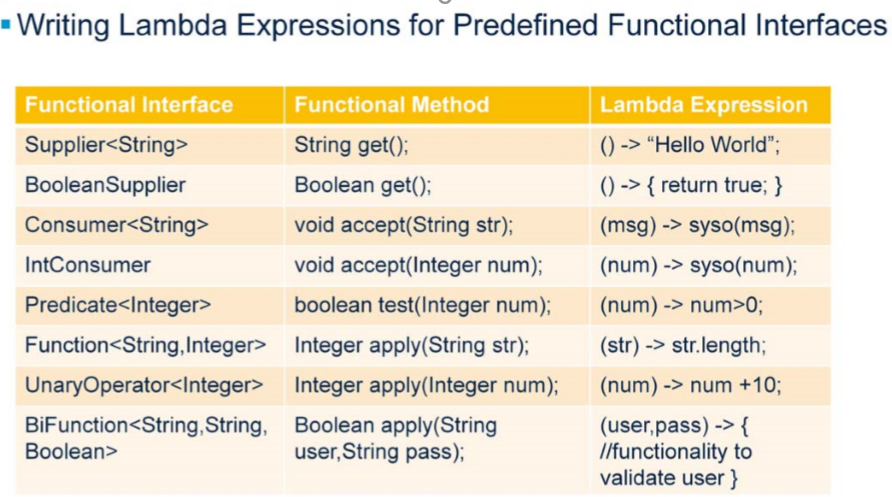 Writing Lambda Expressions for Predefined Functional Interfaces
Functional Interface Functional Method Lambda Expression
Supplier<String> String get(); () -> “Hello World”;
BooleanSupplier Boolean get(); () -> { return true; }
Consumer<String> void accept(String str); (msg) -> syso(msg);
IntConsumer void accept(Integer num); (num) -> syso(num);
Predicate<Integer> boolean test(Integer num); (num) -> num>0;
Function<String,Integer> Integer apply(String str); (str) -> str.length;
UnaryOperator<Integer> Integer apply(Integer num); (num) -> num +10;
BiFunction<String,String, Boolean apply(String (user,pass) -> {
Boolean> user,String pass); //functionality to
validate user }